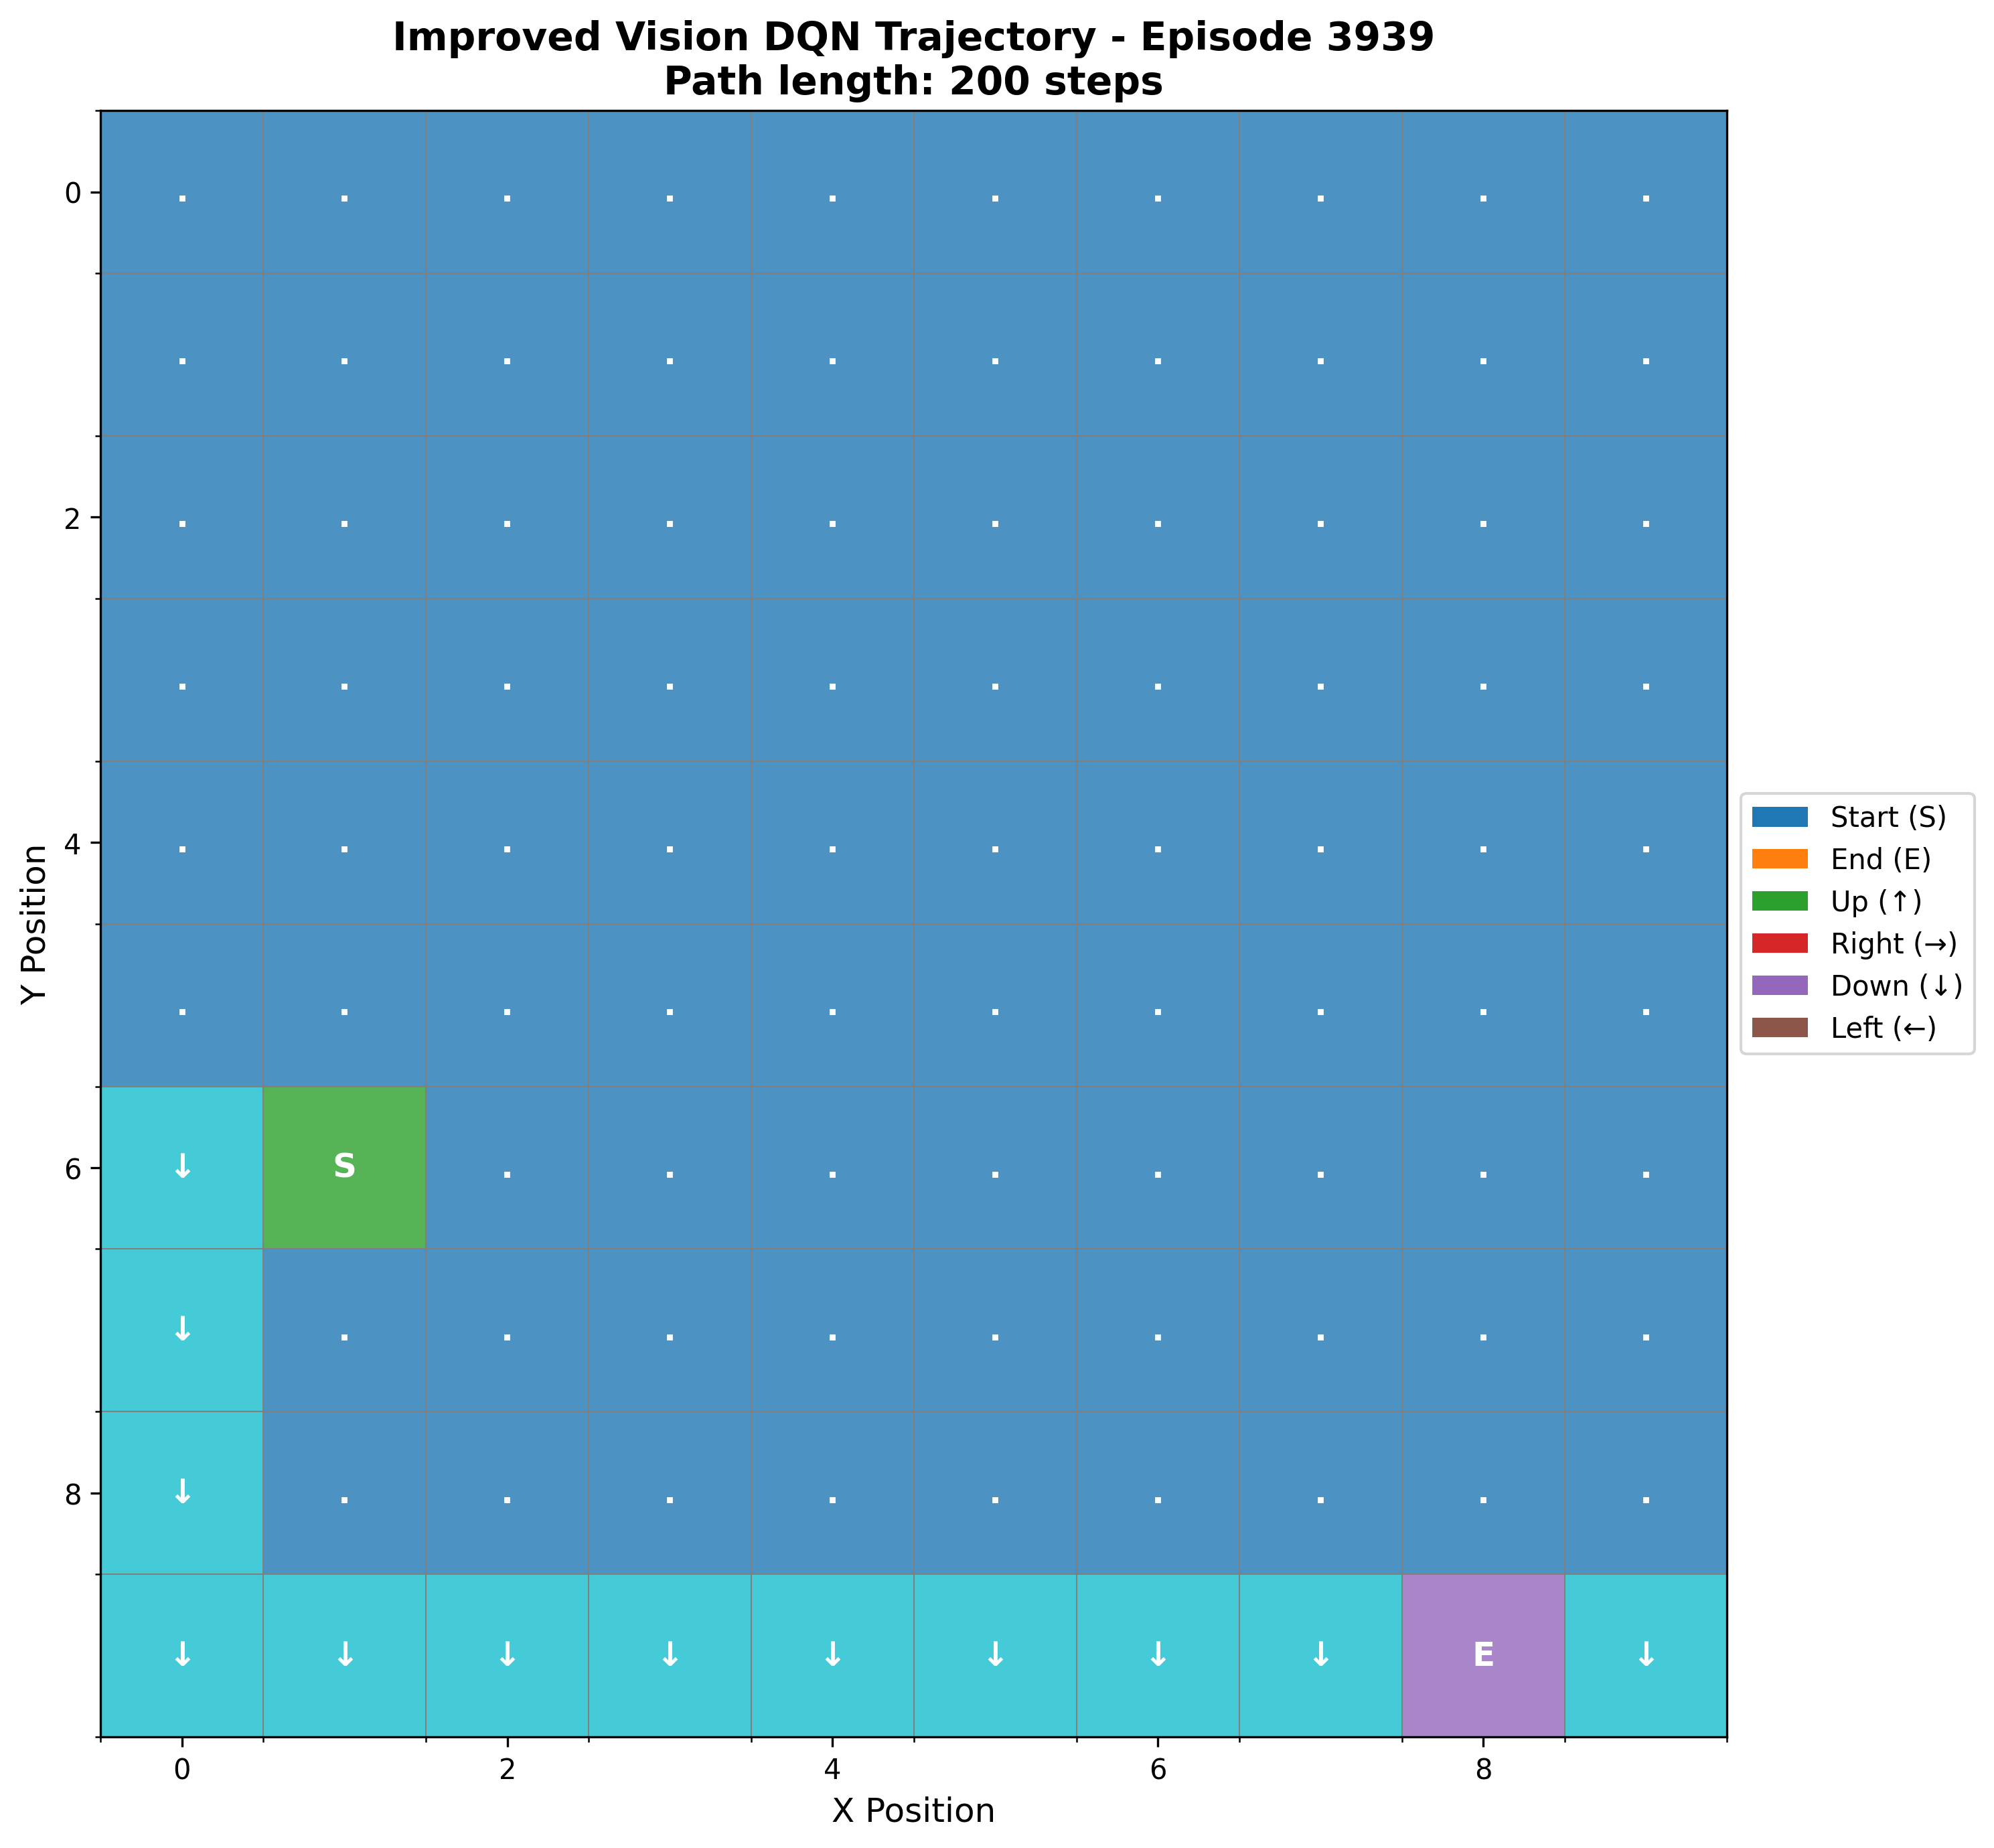 Improved Vision DQN Trajectory - Episode 3939
Path length: 200 steps
0 . . . . . . . . . .
. . . . . . . . . .
2 . . . . . . . . . .
. . . . . . . . . .
4 . . . . . . . . . .
. . . . . . . . . .
6 ↓ S . . . . . . . .
↓ . . . . . . . . .
8 ↓ . . . . . . . . .
↓ ↓ ↓ ↓ ↓ ↓ ↓ ↓ E ↓
0 2 4 6 8
X Position
Y Position
Start (S)
End (E)
Up (↑)
Right (→)
Down (↓)
Left (←)